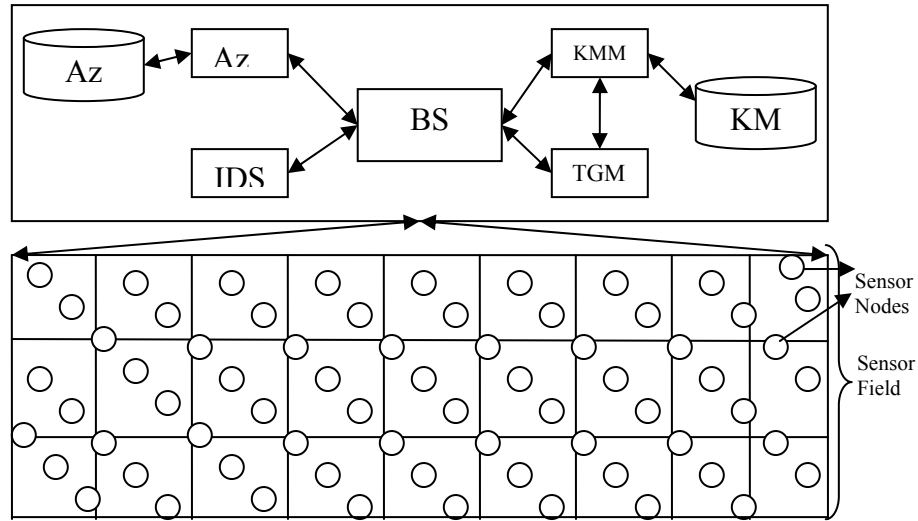 Az
Az
KMM
BS
KM
IDS
TGM
Sensor
Nodes
Sensor
Field